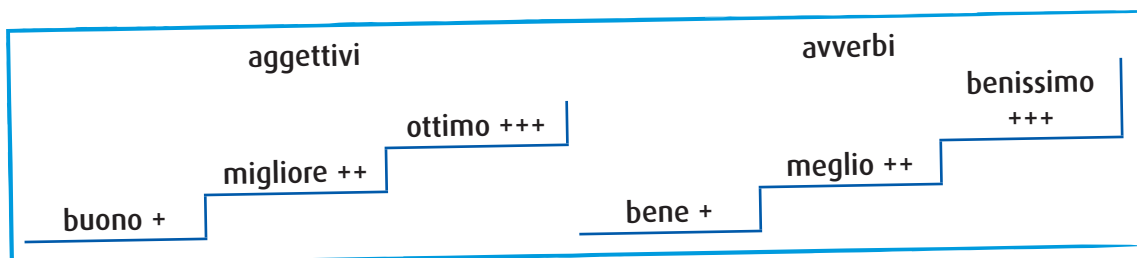 aggettivi
buono +
migliore ++
ottimo +++
avverbi
bene +
meglio ++
benissimo
+++